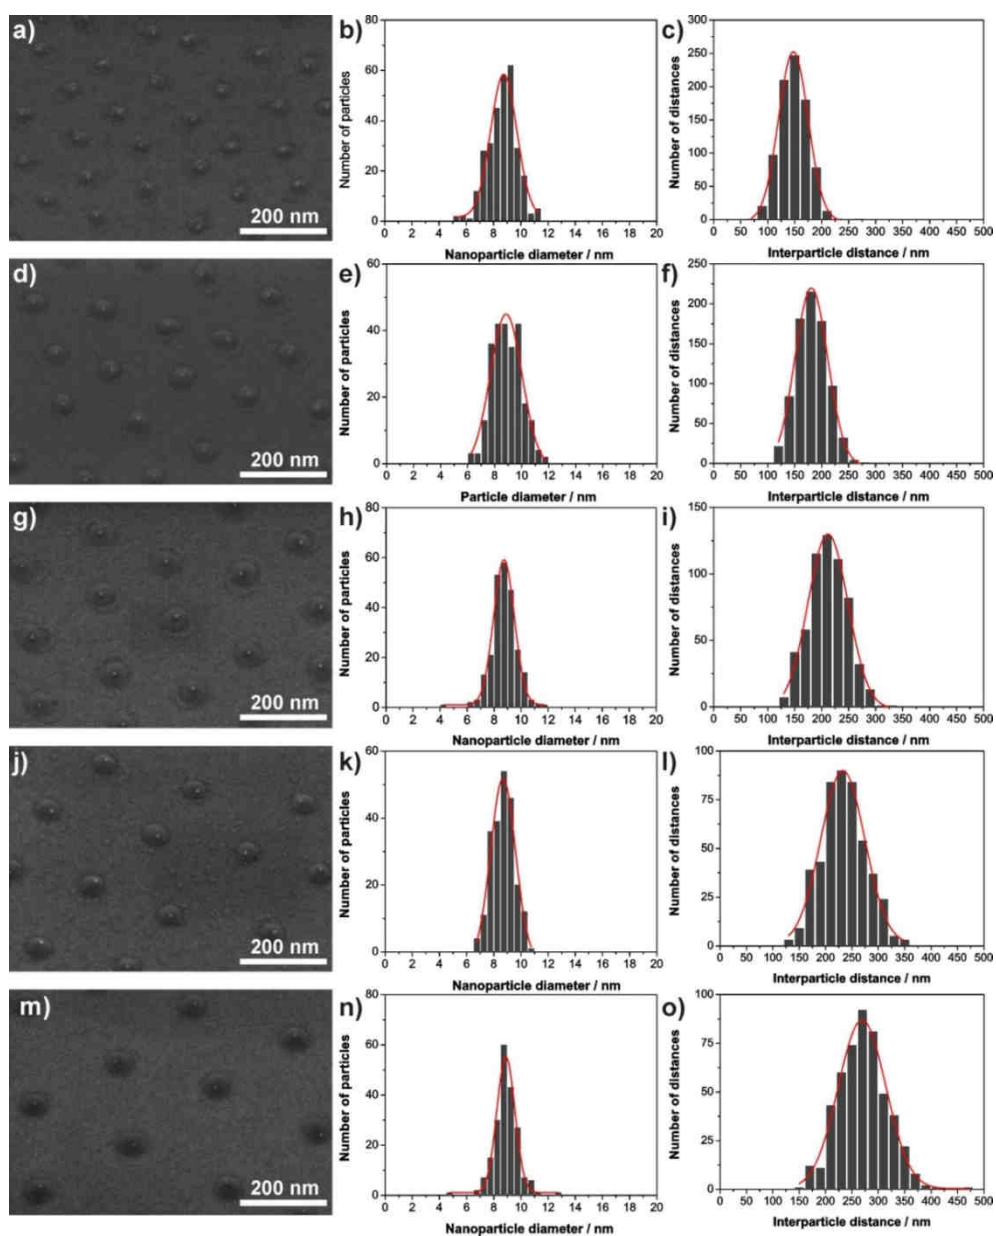 a)
200 nm
b)
Number of particles
80
60
40
20
0
0 2 4 6 8 10 12 14 16 18 20
Nanoparticle diameter / nm
c)
Number of distances
300
250
200
150
100
50
0
0 50 100 150 200 250 300 350 400 450 500
Interparticle distance / nm
d)
200 nm
e)
Number of particles
60
40
20
0
0 2 4 6 8 10 12 14 16 18 20
Particle diameter / nm
f)
Number of distances
250
200
150
100
50
0
0 50 100 150 200 250 300 350 400 450 500
Interparticle distance / nm
g)
200 nm
h)
Number of particles
80
60
40
20
0
0 2 4 6 8 10 12 14 16 18 20
Nanoparticle diameter / nm
i)
Number of distances
150
125
100
75
50
25
0
0 50 100 150 200 250 300 350 400 450 500
Interparticle distance / nm
j)
200 nm
k)
Number of particles
60
40
20
0
0 2 4 6 8 10 12 14 16 18 20
Nanoparticle diameter / nm
l)
Number of distances
100
75
50
25
0
0 50 100 150 200 250 300 350 400 450 500
Interparticle distance / nm
m)
200 nm
n)
Number of particles
80
60
40
20
0
0 2 4 6 8 10 12 14 16 18 20
Nanoparticle diameter / nm
o)
Number of distances
100
75
50
25
0
0 50 100 150 200 250 300 350 400 450 500
Interparticle distance / nm